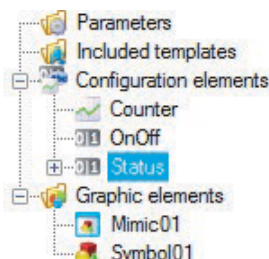 Parameters
Included templates
Configuration elements
Counter
OnOff
Status
Graphic elements
Mimic01
Symbol01